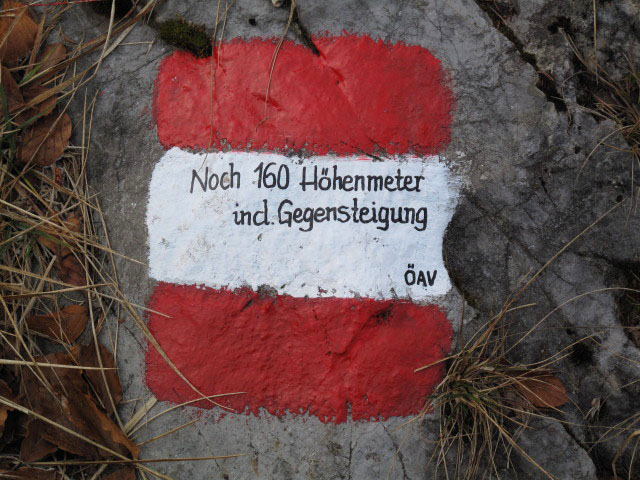 Noch 160 Höhenmeter
incl. Gegensteigung
ÖAV